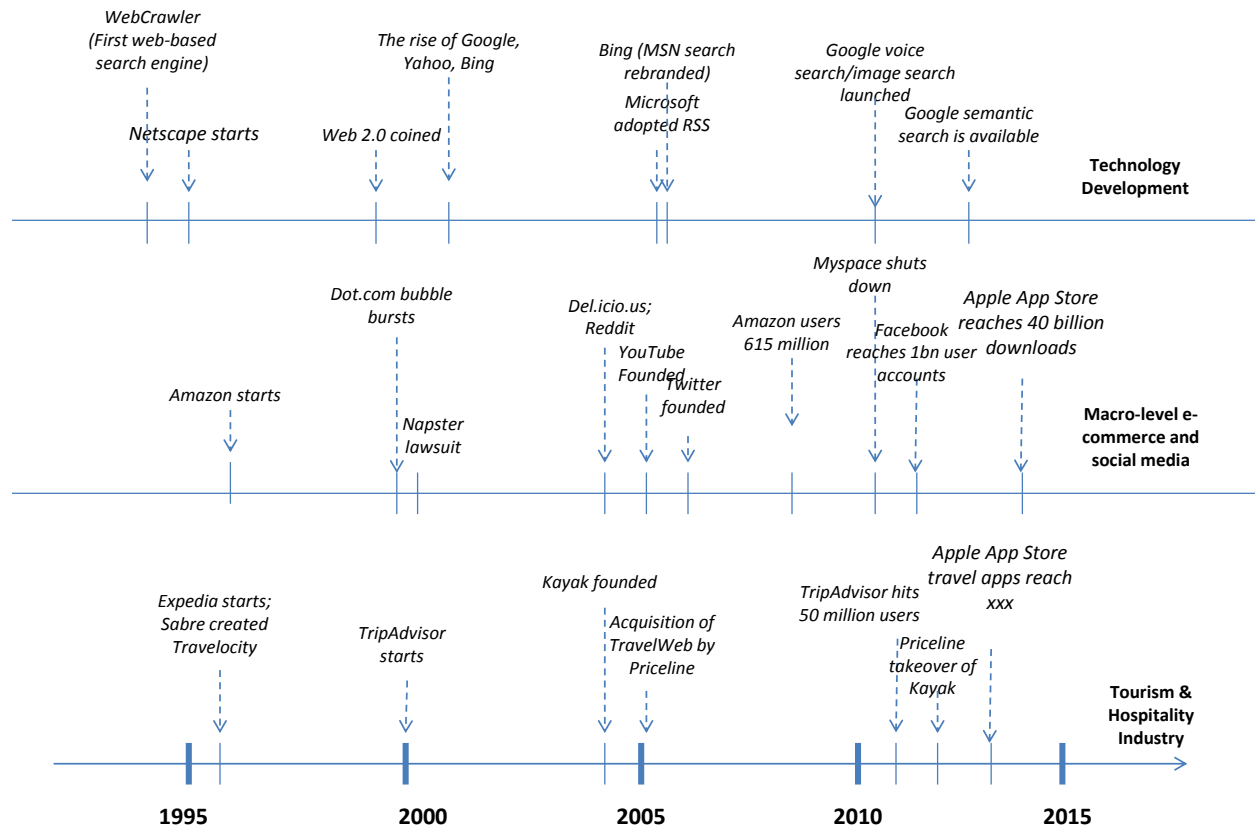 WebCrawler
(First web-based
search engine)
Netscape starts
The rise of Google,
Yahoo, Bing
Web 2.0 coined
Bing (MSN search
rebranded)
Microsoft
adopted RSS
Google voice
search/image search
launched
Google semantic
search is available
Technology
Development
Amazon starts
Dot.com bubble
bursts
Napster
lawsuit
Del.icio.us;
Reddit
YouTube
Founded
Twitter
founded
Amazon users
615 million
Myspace shuts
down
Facebook
reaches 1bn user
accounts
Apple App Store
reaches 40 billion
downloads
Macro-level e-
commerce and
social media
Expedia starts;
Sabre created
Travelocity
TripAdvisor
starts
Kayak founded
Acquisition of
TravelWeb by
Priceline
TripAdvisor hits
50 million users
Priceline
takeover of
Kayak
Apple App Store
travel apps reach
xxx
Tourism &
Hospitality
Industry
1995
2000
2005
2010
2015